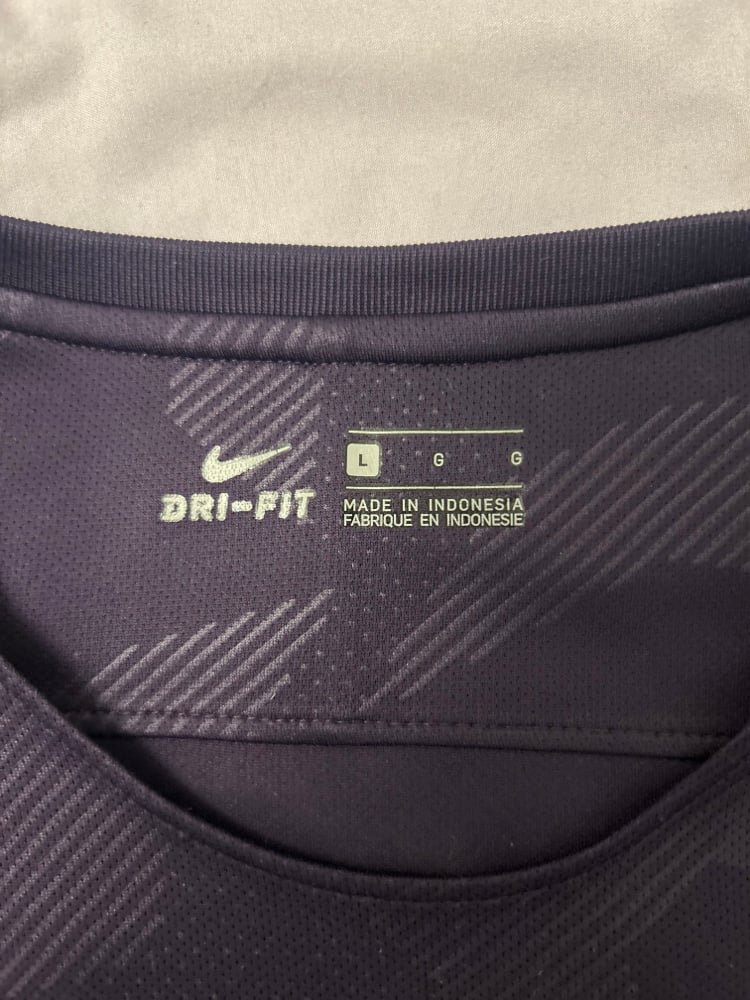 DRI-FIT
L G G
MADE IN INDONESIA
FABRIQUE EN INDONESIE